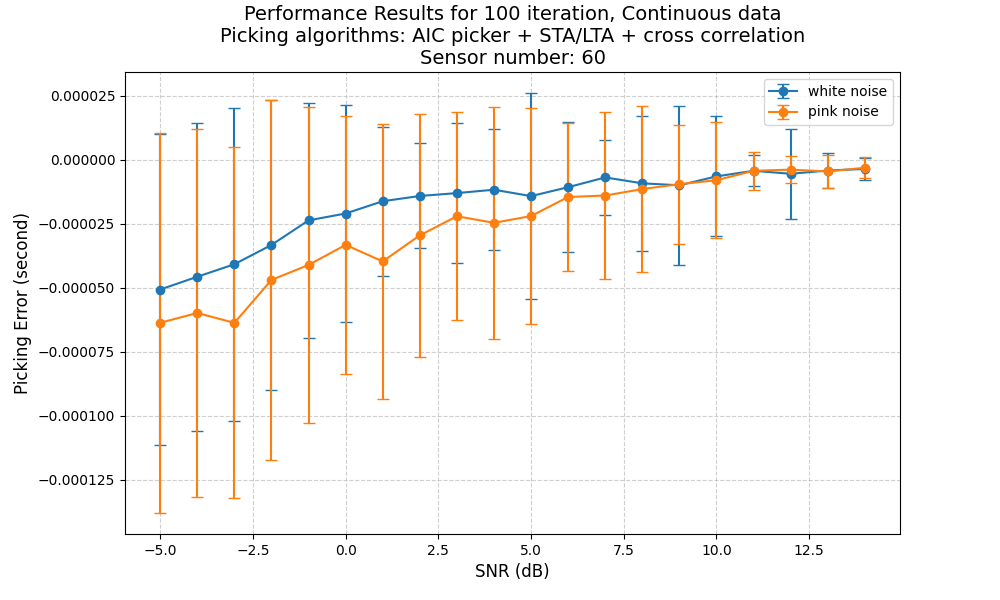 Performance Results for 100 iteration, Continuous data
Picking algorithms: AIC picker + STA/LTA + cross correlation
Sensor number: 60
white noise
pink noise
Picking Error (second)
0.000025
0.000000
−0.000025
−0.000050
−0.000075
−0.000100
−0.000125
−5.0
−2.5
0.0
2.5
5.0
7.5
10.0
12.5
SNR (dB)